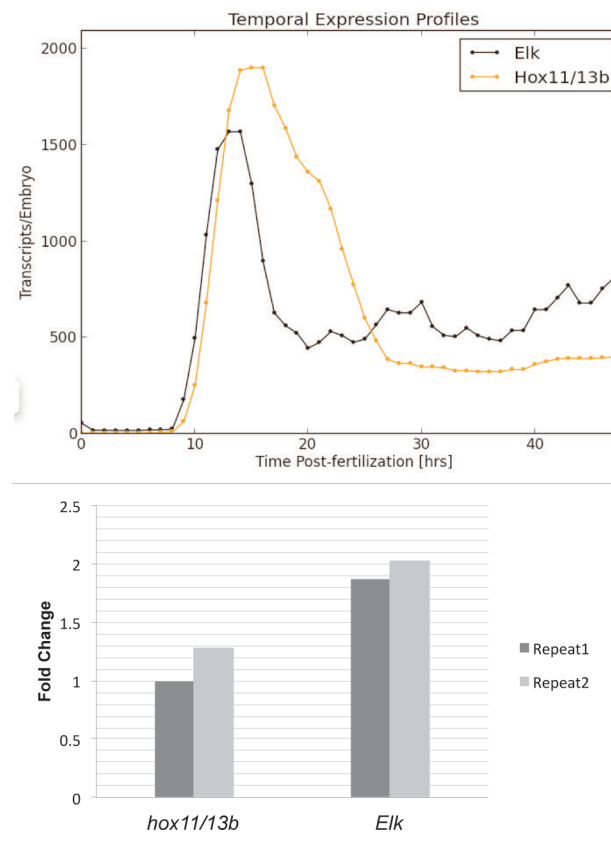 Temporal Expression Profiles
Elk
Hox11/13b
Transcripts/Embryo
2000
1500
1000
500
0
0 10 20 30 40
Time Post-fertilization [hrs]
Fold Change
2.5
2
1.5
1
0.5
0
Repeat1
Repeat2
hox11/13b Elk